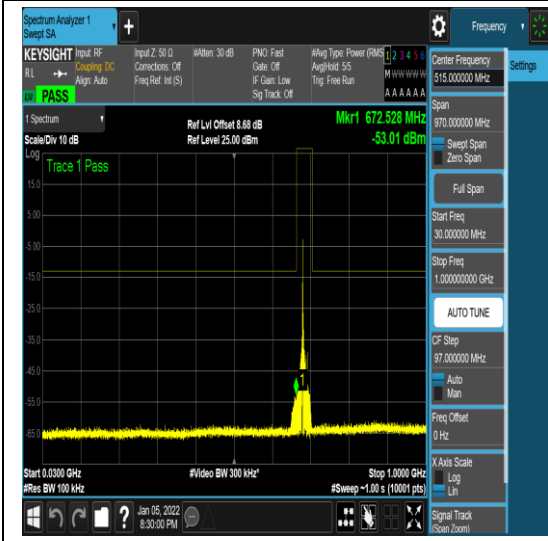 Spectrum Analyzer 1
Swept SA
+
Frequency
KEYSIGHT
RL
PASS
Input: RF
Coupling: DC
Align: Auto
Input Z: 50 Ω
Corrections: Off
Freq Ref: Int (S)
#Atten: 30 dB
PNO: Fast
Gate: Off
IF Gain: Low
Sig Track: Off
#Avg Type: Power (RMS
Avg|Hold: 5/5
Trig: Free Run
1 2 3 4 5 6
M W W W W W
A A A A A A
1 Spectrum
Scale/Div 10 dB
Ref Lvl Offset 8.68 dB
Ref Level 25.00 dBm
Mkr1 672.528 MHz
-53.01 dBm
Log
Trace 1 Pass
15.0
5.00
-5.00
-15.0
-25.0
-35.0
-45.0
-55.0
-65.0
1
Start 0.0300 GHz
#Res BW 100 kHz
#Video BW 300 kHz*
Stop 1.0000 GHz
#Sweep ~1.00 s (10001 pts)
?
Jan 05, 2022
8:30:00 PM
Center Frequency
515.000000 MHz
Span
970.000000 MHz
Swept Span
Zero Span
Full Span
Start Freq
30.000000 MHz
Stop Freq
1.000000000 GHz
AUTO TUNE
CF Step
97.000000 MHz
Auto
Man
Freq Offset
0 Hz
X Axis Scale
Log
Lin
Signal Track
(Span Zoom)
Settings